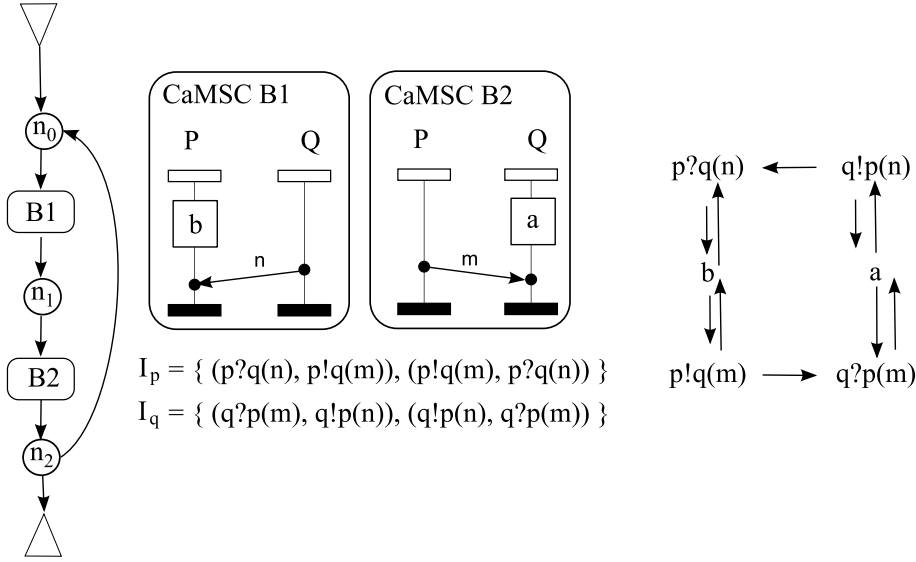 n0
B1
n1
B2
n2
CaMSC B1
P Q
b
n
CaMSC B2
P Q
a
m
Ip = { (p?q(n), p!q(m)), (p!q(m), p?q(n)) }
Iq = { (q?p(m), q!p(n)), (q!p(n), q?p(m)) }
p?q(n) q!p(n)
b a
p!q(m) q?p(m)